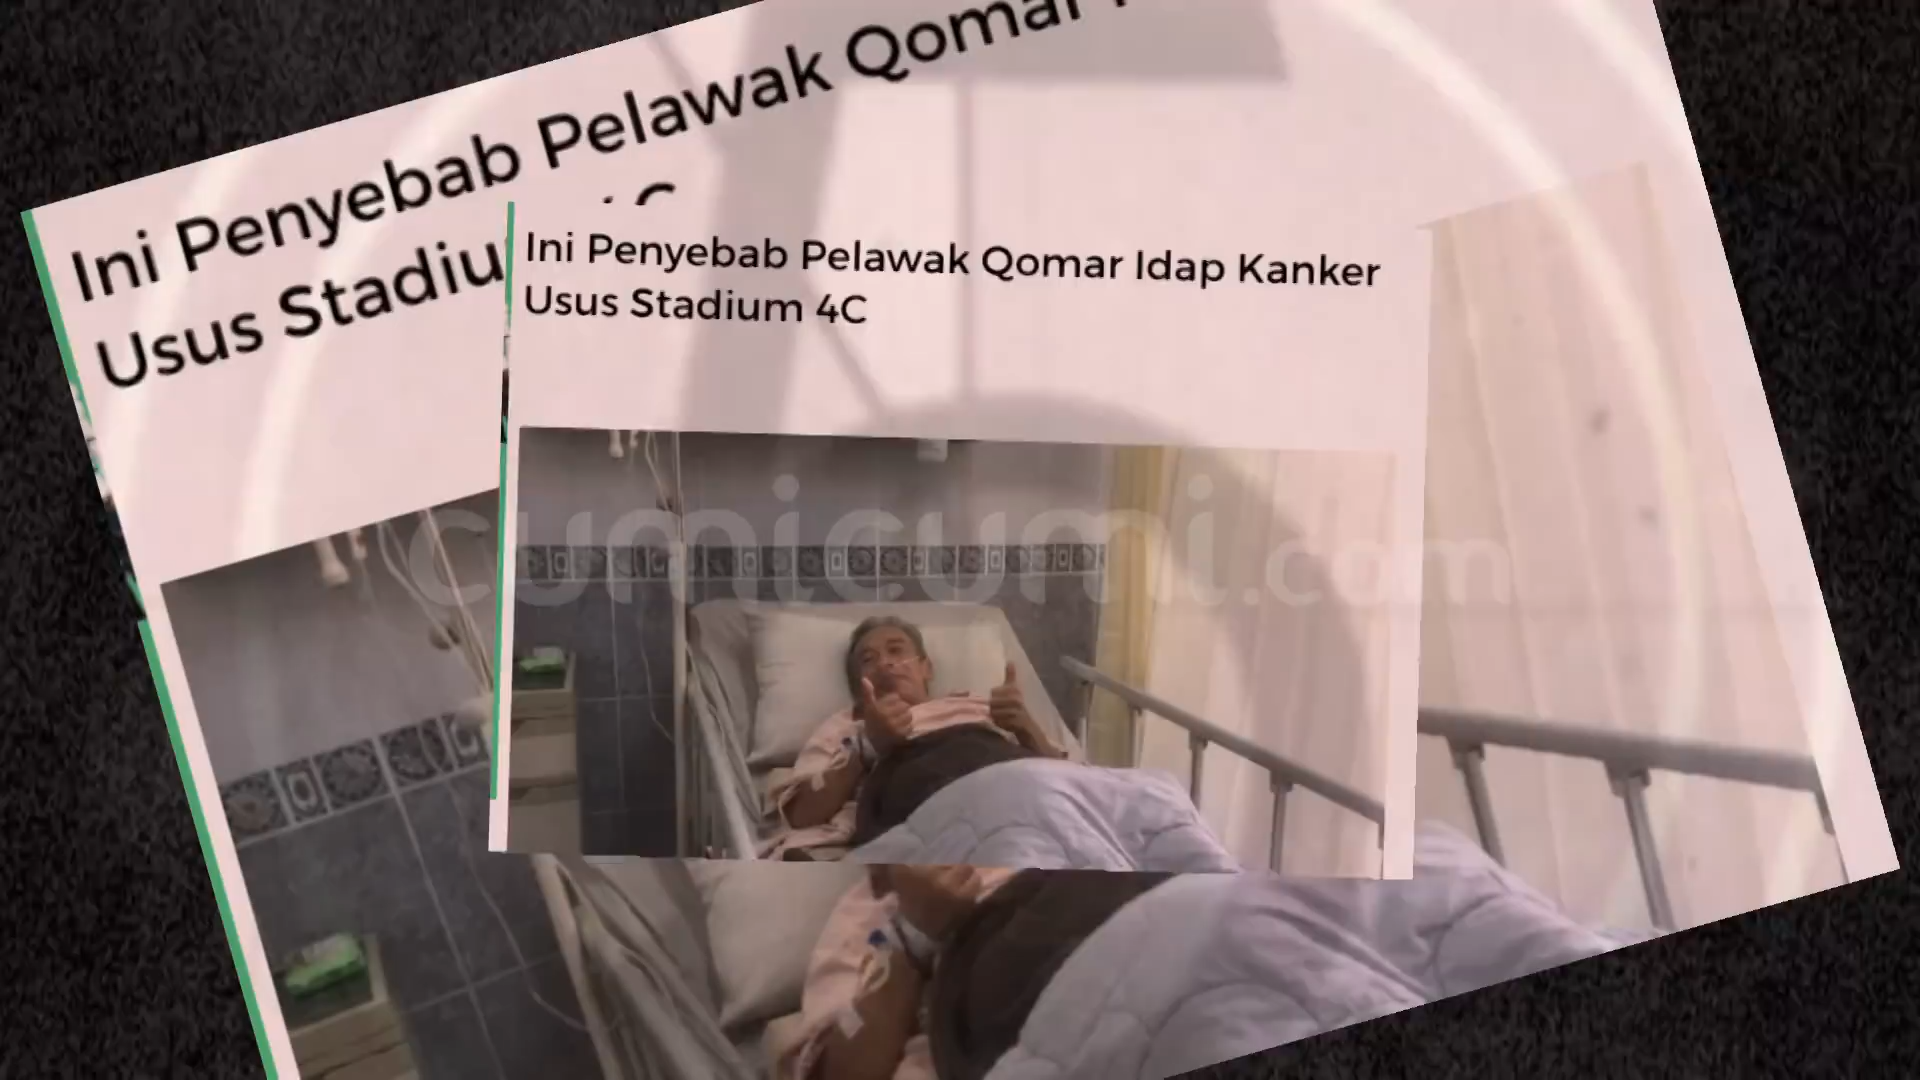 Ini Penyebab Pelawak Qomar
Usus Stadiu
Ini Penyebab Pelawak Qomar Idap Kanker
Usus Stadium 4C
cumicumi.com